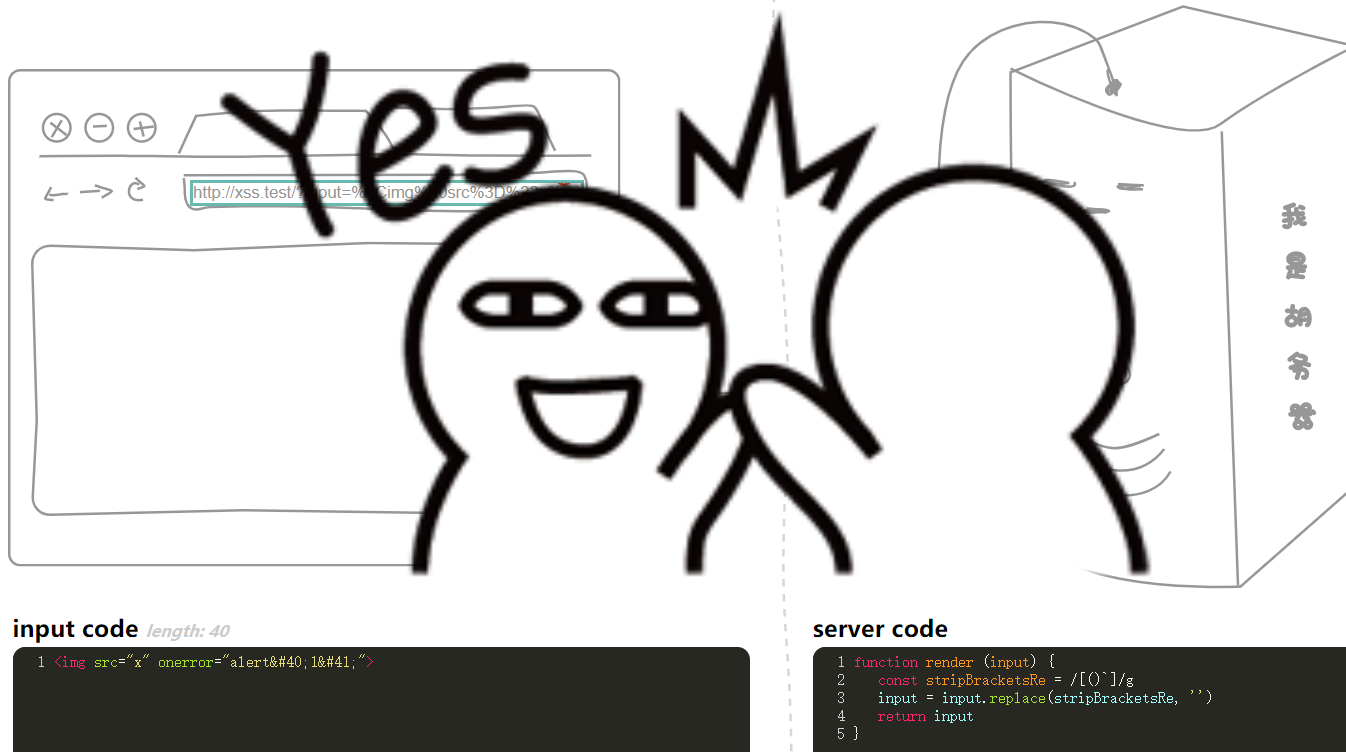 Yes
http://xss.test/?input=%3Cimg%20src%3D%22
我
是
服
务
器
input code length: 40
1 <img src="x" onerror="alert&#40;1&#41;">
server code
1 function render (input) {
2 const stripBracketsRe = /[()`]/g
3 input = input.replace(stripBracketsRe, '')
4 return input
5 }